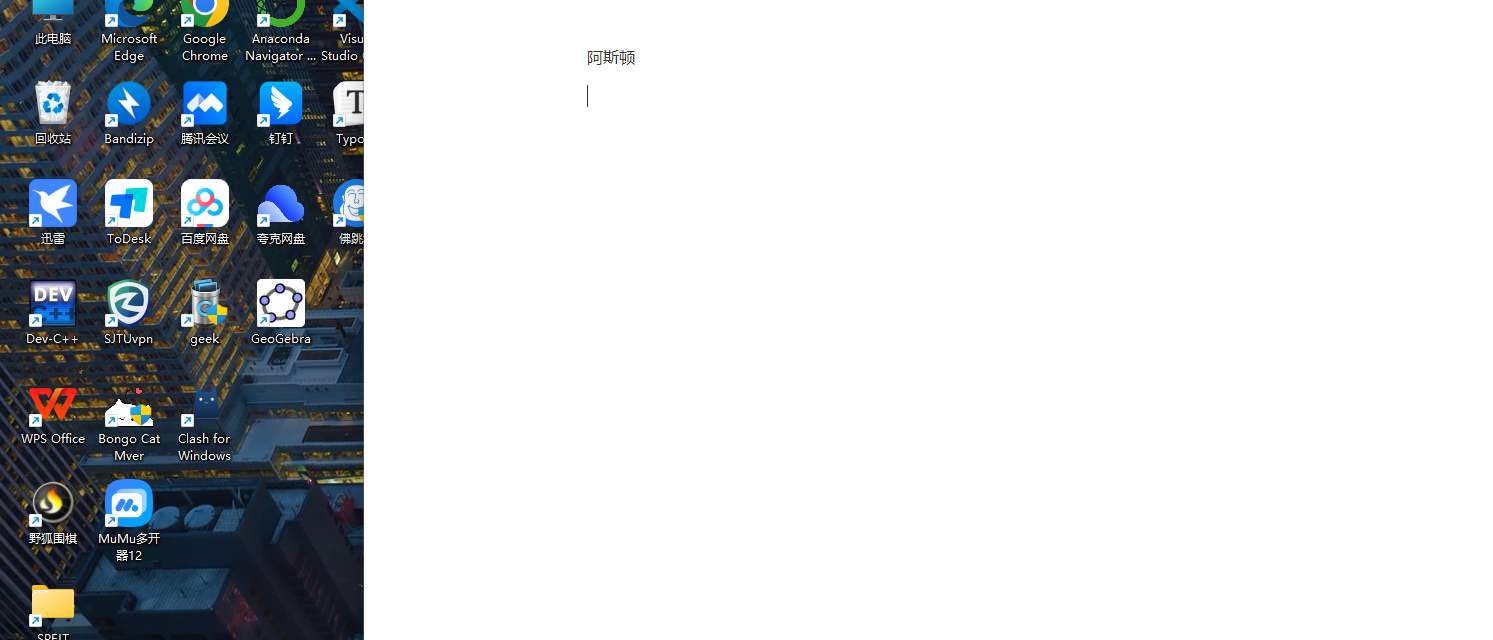 此电脑
Microsoft
Edge
Google
Chrome
Anaconda
Navigator ...
Visu
Studio
回收站
Bandizip
腾讯会议
钉钉
T
Typo
迅雷
ToDesk
百度网盘
夸克网盘
佛跳
DEV
C++
Dev-C++
SJTUvpn
geek
GeoGebra
WPS Office
Bongo Cat
Mver
Clash for
Windows
野狐围棋
MuMu多开
器12
SPEIT
阿斯顿